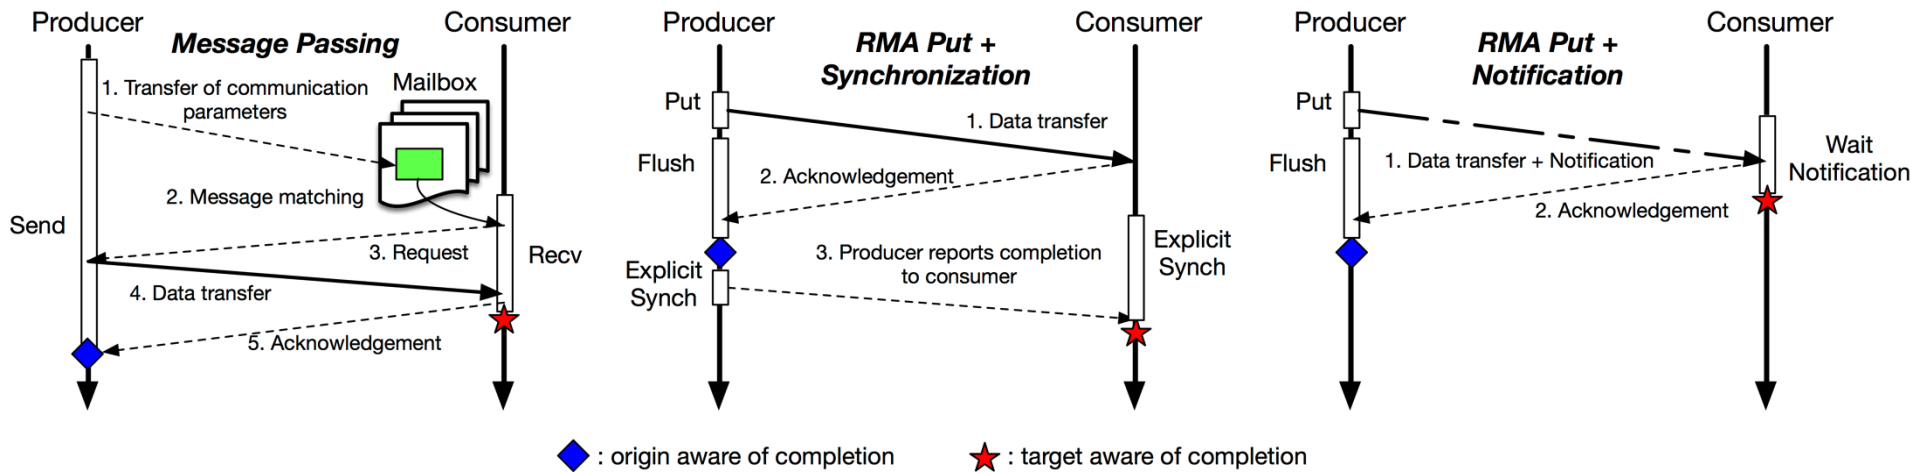 Producer
Consumer
Message Passing
1. Transfer of communication
parameters
Mailbox
2. Message matching
Send
3. Request
Recv
4. Data transfer
5. Acknowledgement
Producer
Consumer
RMA Put +
Synchronization
Put
1. Data transfer
Flush
2. Acknowledgement
Explicit
Synch
3. Producer reports completion
to consumer
Explicit
Synch
Producer
Consumer
RMA Put +
Notification
Put
Flush
1. Data transfer + Notification
Wait
Notification
2. Acknowledgement
: origin aware of completion
: target aware of completion